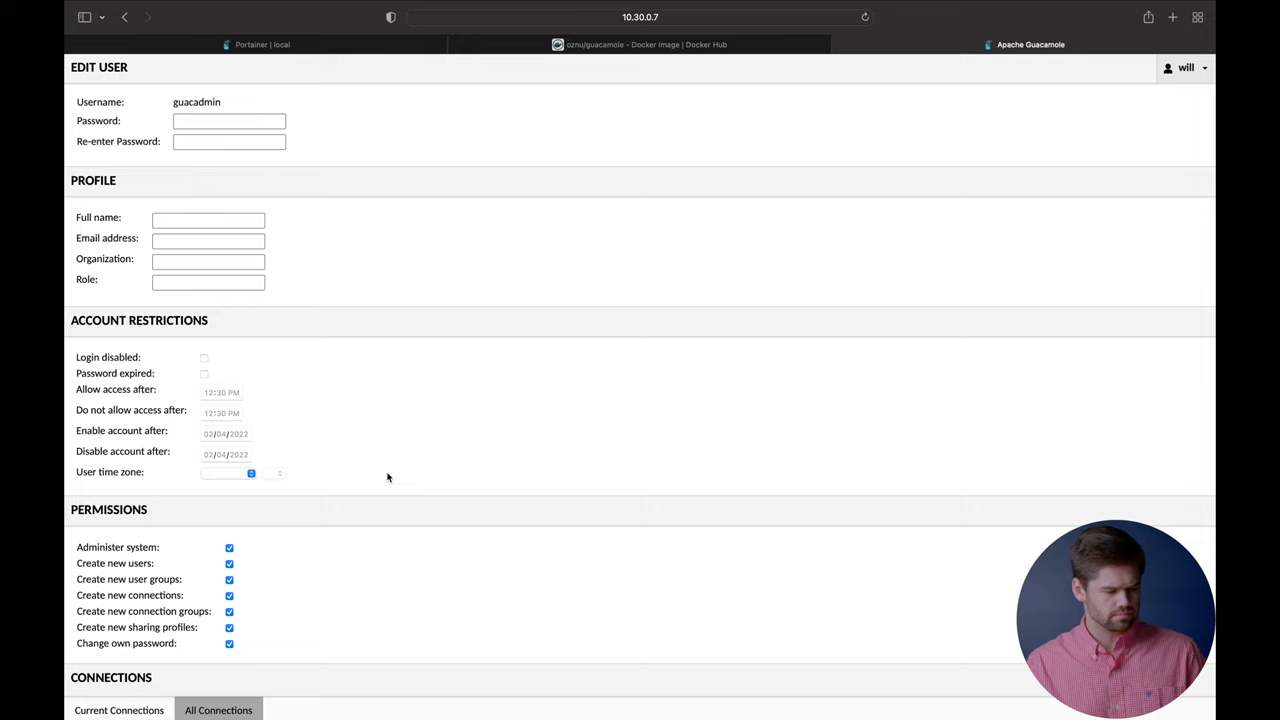 10.30.0.7
Portainer | local
oznu/guacamole - Docker Image | Docker Hub
Apache Guacamole
EDIT USER
will
Username: guacadmin
Password:
Re-enter Password:
PROFILE
Full name:
Email address:
Organization:
Role:
ACCOUNT RESTRICTIONS
Login disabled:
Password expired:
Allow access after: 12:30 PM
Do not allow access after: 12:30 PM
Enable account after: 02/04/2022
Disable account after: 02/04/2022
User time zone:
PERMISSIONS
Administer system:
Create new users:
Create new user groups:
Create new connections:
Create new connection groups:
Create new sharing profiles:
Change own password:
CONNECTIONS
Current Connections All Connections